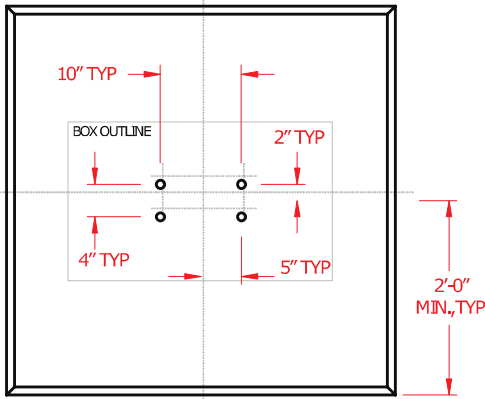 10" TYP
BOX OUTLINE
2" TYP
4" TYP
5" TYP
2'-0"
MIN.,TYP